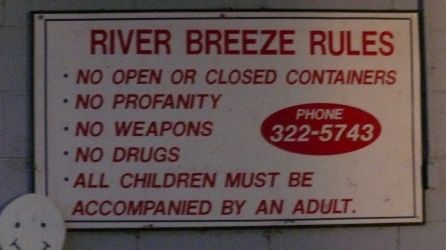 RIVER BREEZE RULES
· NO OPEN OR CLOSED CONTAINERS
· NO PROFANITY
· NO WEAPONS
· NO DRUGS
· ALL CHILDREN MUST BE
ACCOMPANIED BY AN ADULT.
PHONE
322-5743